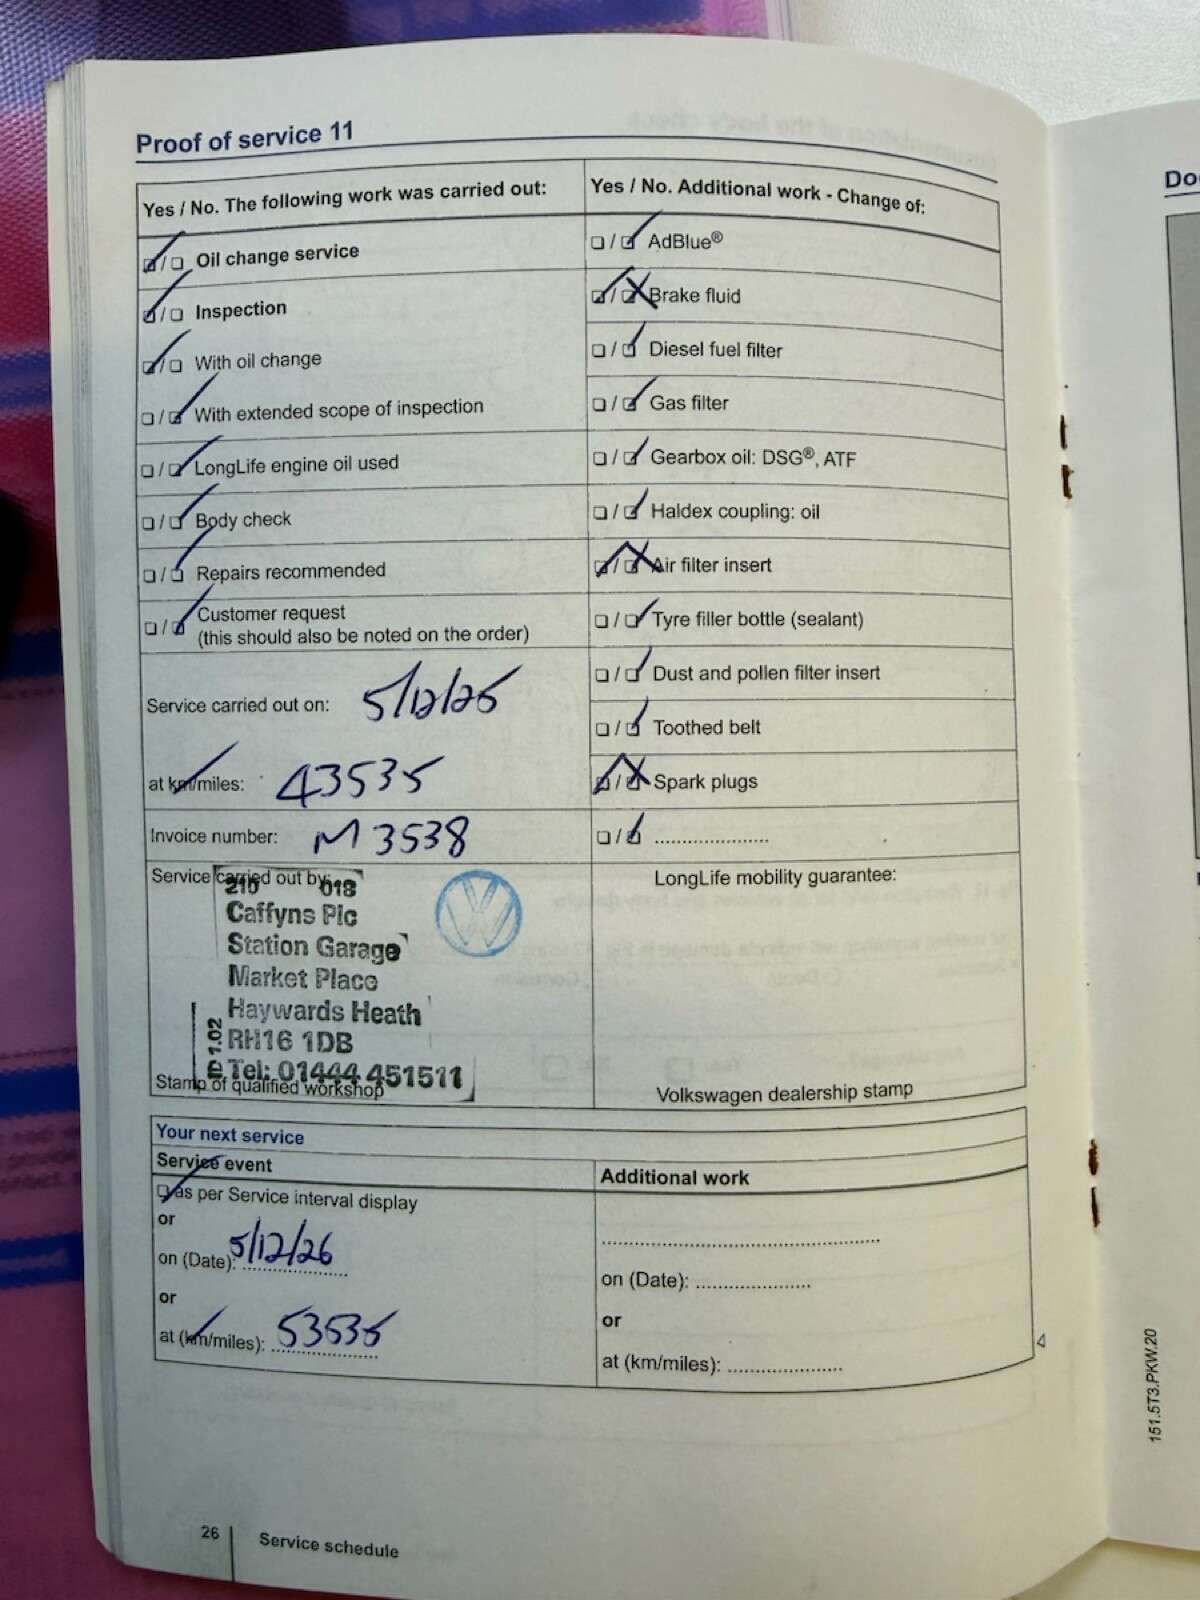 Proof of service 11
Yes / No. The following work was carried out:
Oil change service
Inspection
With oil change
With extended scope of inspection
LongLife engine oil used
Body check
Repairs recommended
Customer request
(this should also be noted on the order)
Service carried out on: 5/12/25
at km/miles: 43535
Invoice number: M3538
Service carried out by:
210 018
Caffyns Plc
Station Garage
Market Place
Haywards Heath
RH16 1DB
Tel: 01444 451511
1.02
Stamp of qualified workshop
Yes / No. Additional work - Change of:
AdBlue®
Brake fluid
Diesel fuel filter
Gas filter
Gearbox oil: DSG®, ATF
Haldex coupling: oil
Air filter insert
Tyre filler bottle (sealant)
Dust and pollen filter insert
Toothed belt
Spark plugs
....................
LongLife mobility guarantee:
Volkswagen dealership stamp
Your next service
Service event
as per Service interval display
or
on (Date): 5/12/26
or
at (km/miles): 53535
Additional work
on (Date): ....................
or
at (km/miles): ....................
151.5T3.PKW.20
26
Service schedule